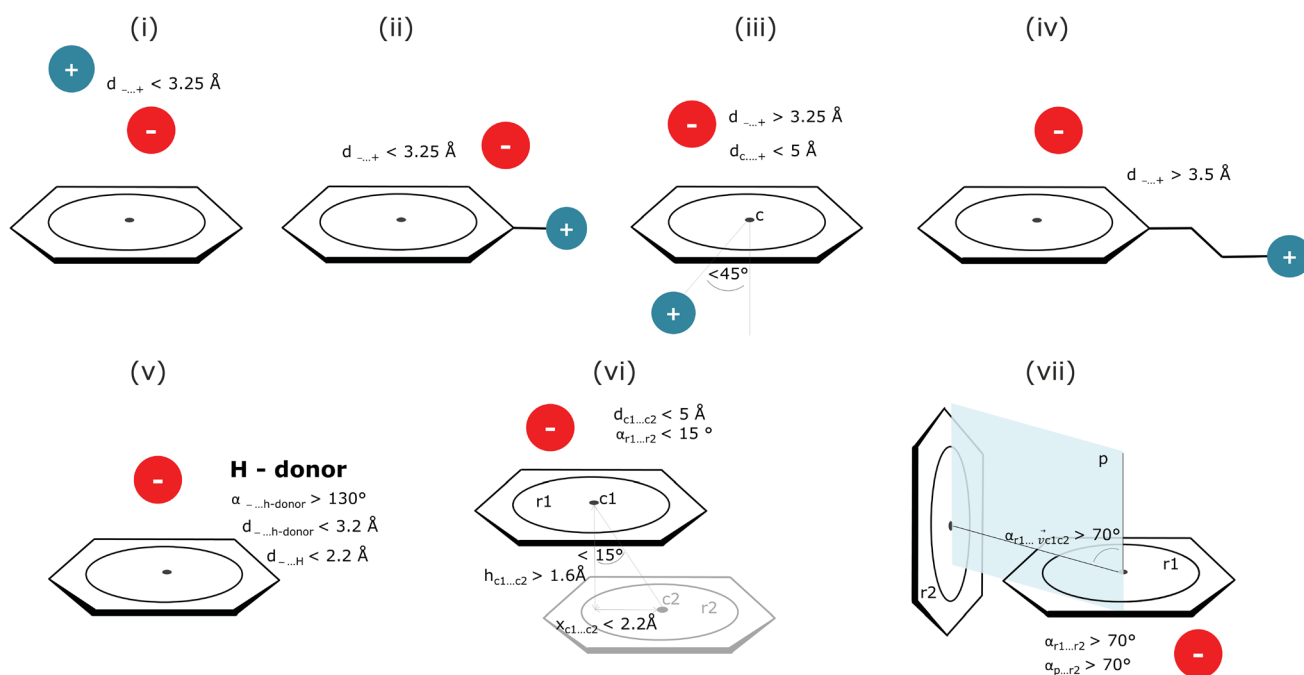 (i)
+
d -...+ < 3.25 Å
-
(ii)
d -...+ < 3.25 Å
-
+
(iii)
-
d -...+ > 3.25 Å
d c....+ < 5 Å
c
<45°
+
(iv)
-
d -...+ > 3.5 Å
+
(v)
-
H - donor
α -...h-donor > 130°
d -...h-donor < 3.2 Å
d -...H < 2.2 Å
(vi)
-
d c1...c2 < 5 Å
α r1...r2 < 15 °
r1
c1
< 15°
h c1...c2 > 1.6Å
c2
r2
x c1...c2 < 2.2Å
(vii)
p
α r1... v⃗c1c2 > 70°
r1
r2
α r1...r2 > 70°
α p...r2 > 70°
-